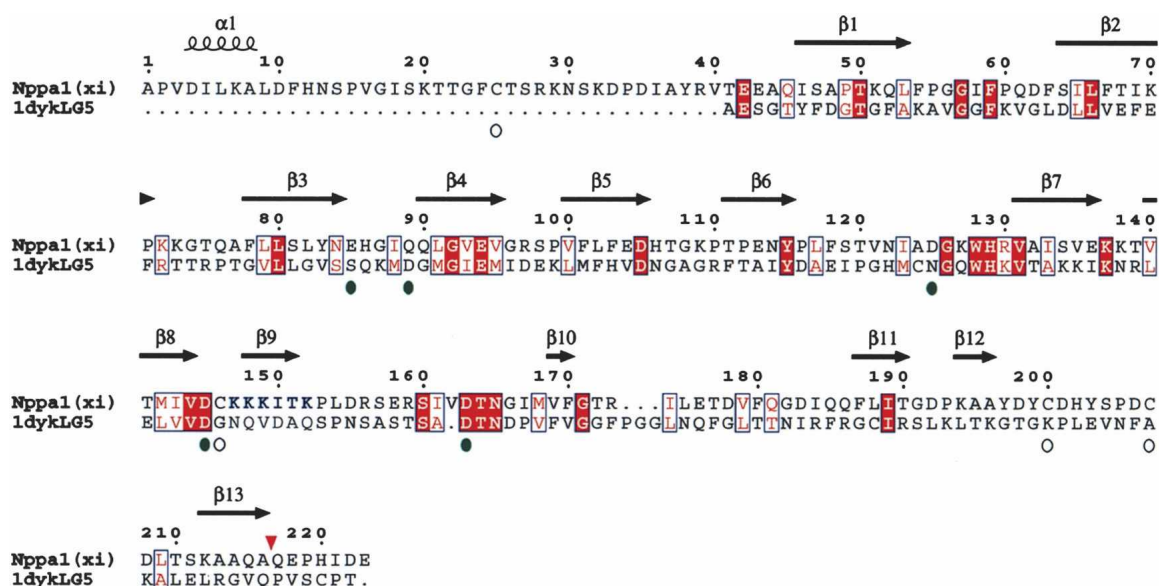 α1 β1 β2
1 10 20 30 40 50 60 70
Nppa1(xi) APVDILKALDFHNSPVGISKTTGFCTSRKNSKDPDIAYRVTEEAQISAPTKQLFPGGIFPQDFSILFTIK
1dykLG5 ........................................AESGTYFDGTGFAKAVGGFKVGLDLLVEFE
β3 β4 β5 β6 β7
80 90 100 110 120 130 140
Nppa1(xi) PKKGTQAFLLSLYNEHGIQQLGVEVGRSPVFLFEDHTGKPTPENYPLFSTVNIADGKWHRVAISVEKKTV
1dykLG5 FRTTRPTGVLLGVSSQKMDGMGIEMIDEKLMFHVDNGAGRFTAIYDAEIPGHMCNGQWHKVTAKKIKNRL
β8 β9 β10 β11 β12
150 160 170 180 190 200
Nppa1(xi) TMIVDCKKKITKPLDRSERSIVDTNGIMVFGTR...ILETDVFQGDIQQFLITGDPKAAYDYCDHYSPDC
1dykLG5 ELVVDGNQVDAQSPNSASTSA.DTNDPVFVGGFPGGLNQFGLTTNIRFRGCIRSLKLTKGTGKPLEVNFA
β13
210 220
Nppa1(xi) DLTSKAAQAQEPHIDE
1dykLG5 KALELRGVQPVSCPT.